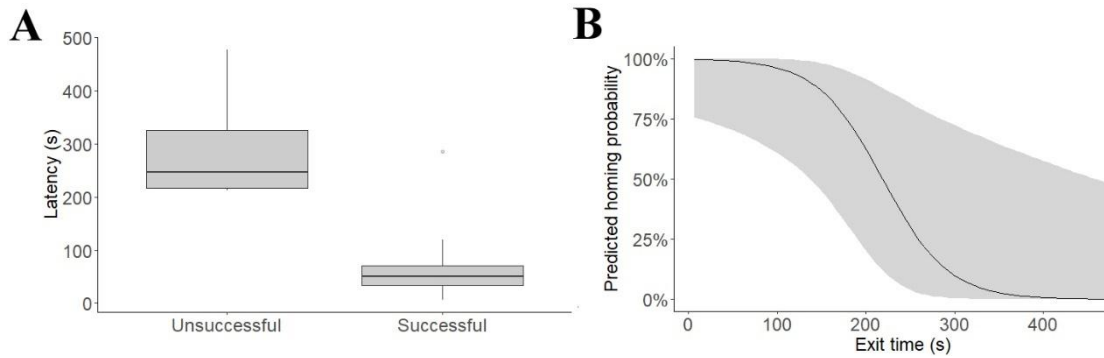 A
Latency (s)
500
400
300
200
100
0
Unsuccessful
Successful
B
Predicted homing probability
100%
75%
50%
25%
0%
0
100
200
300
400
Exit time (s)